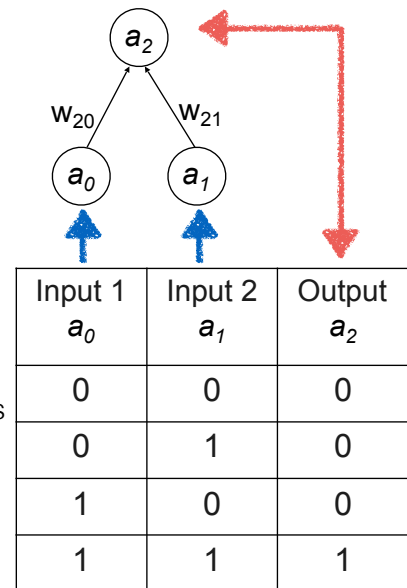 a₂
w₂₀ w₂₁
a₀ a₁
Input 1 Input 2 Output
a₀ a₁ a₂
0 0 0
s
0 1 0
1 0 0
1 1 1